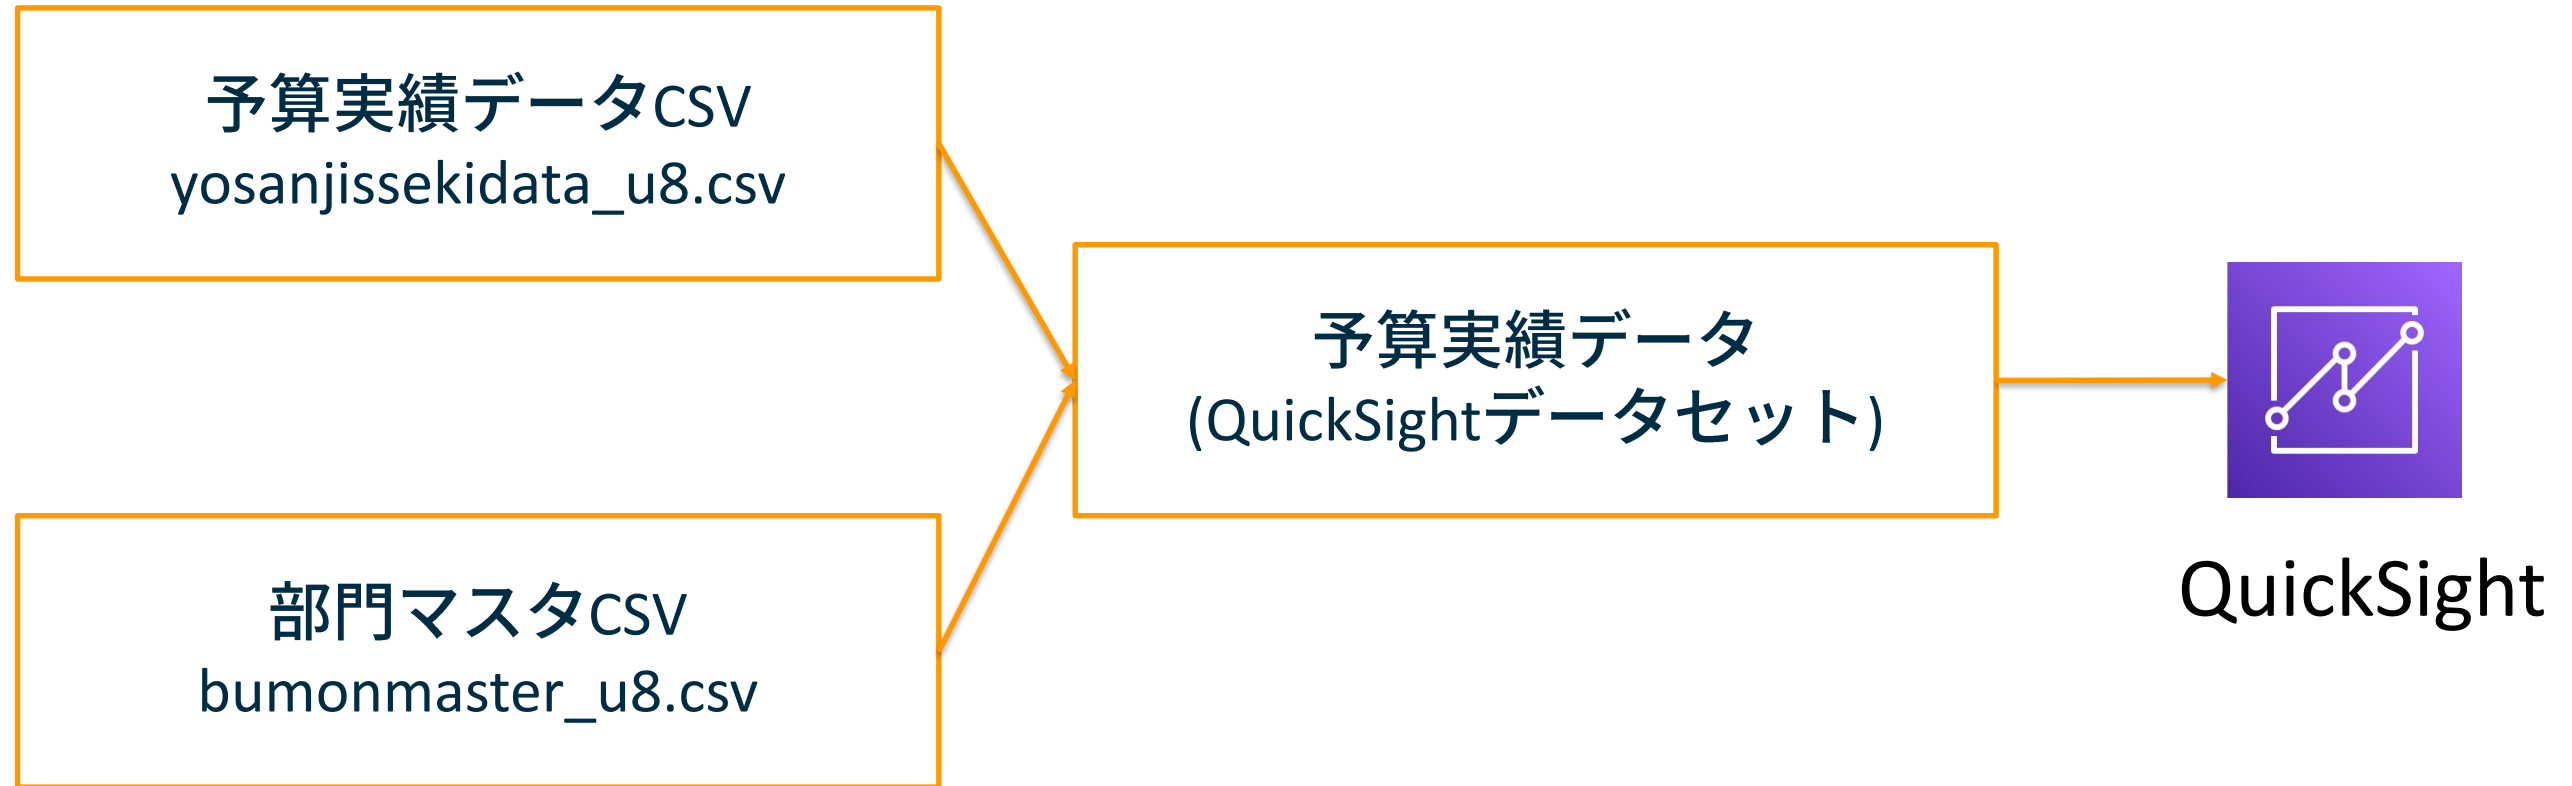 予算実績データCSV
yosanjissekidata_u8.csv
予算実績データ
(QuickSightデータセット)
QuickSight
部門マスタCSV
bumonmaster_u8.csv